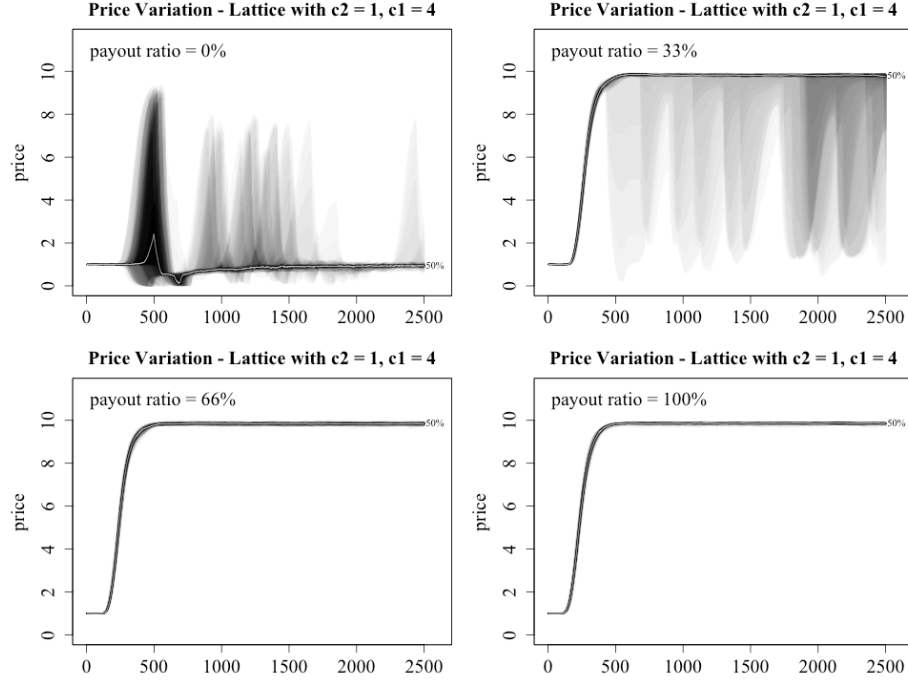 Price Variation - Lattice with c2 = 1, c1 = 4
payout ratio = 0%
price
0 2 4 6 8 10
50%
0 500 1000 1500 2000 2500
Price Variation - Lattice with c2 = 1, c1 = 4
payout ratio = 33%
price
0 2 4 6 8 10
50%
0 500 1000 1500 2000 2500
Price Variation - Lattice with c2 = 1, c1 = 4
payout ratio = 66%
price
0 2 4 6 8 10
50%
0 500 1000 1500 2000 2500
Price Variation - Lattice with c2 = 1, c1 = 4
payout ratio = 100%
price
0 2 4 6 8 10
50%
0 500 1000 1500 2000 2500